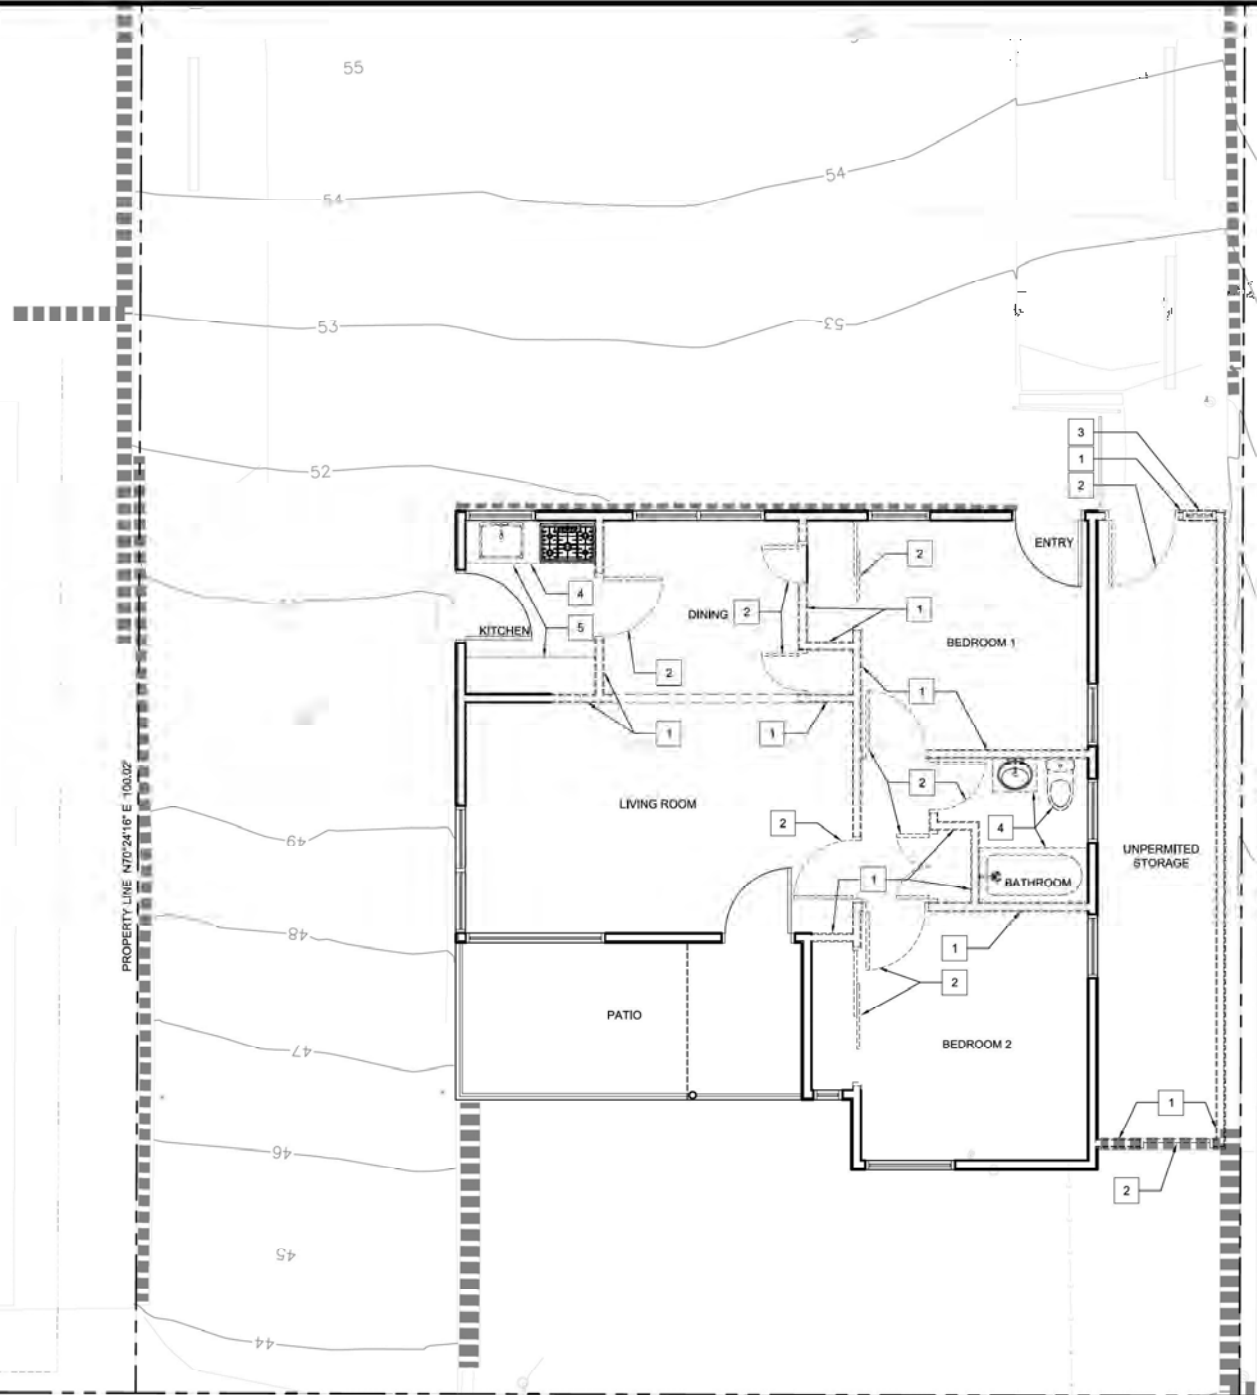 55
54
54
53
53
52
3
1
2
ENTRY
2
4
KITCHEN
5
DINING
2
1
BEDROOM 1
2
1
1
1
LIVING ROOM
2
2
4
UNPERMITED
STORAGE
49
1
BATHROOM
PROPERTY LINE N70°24'16" E 100.02'
48
1
2
PATIO
BEDROOM 2
47
1
46
2
45
44